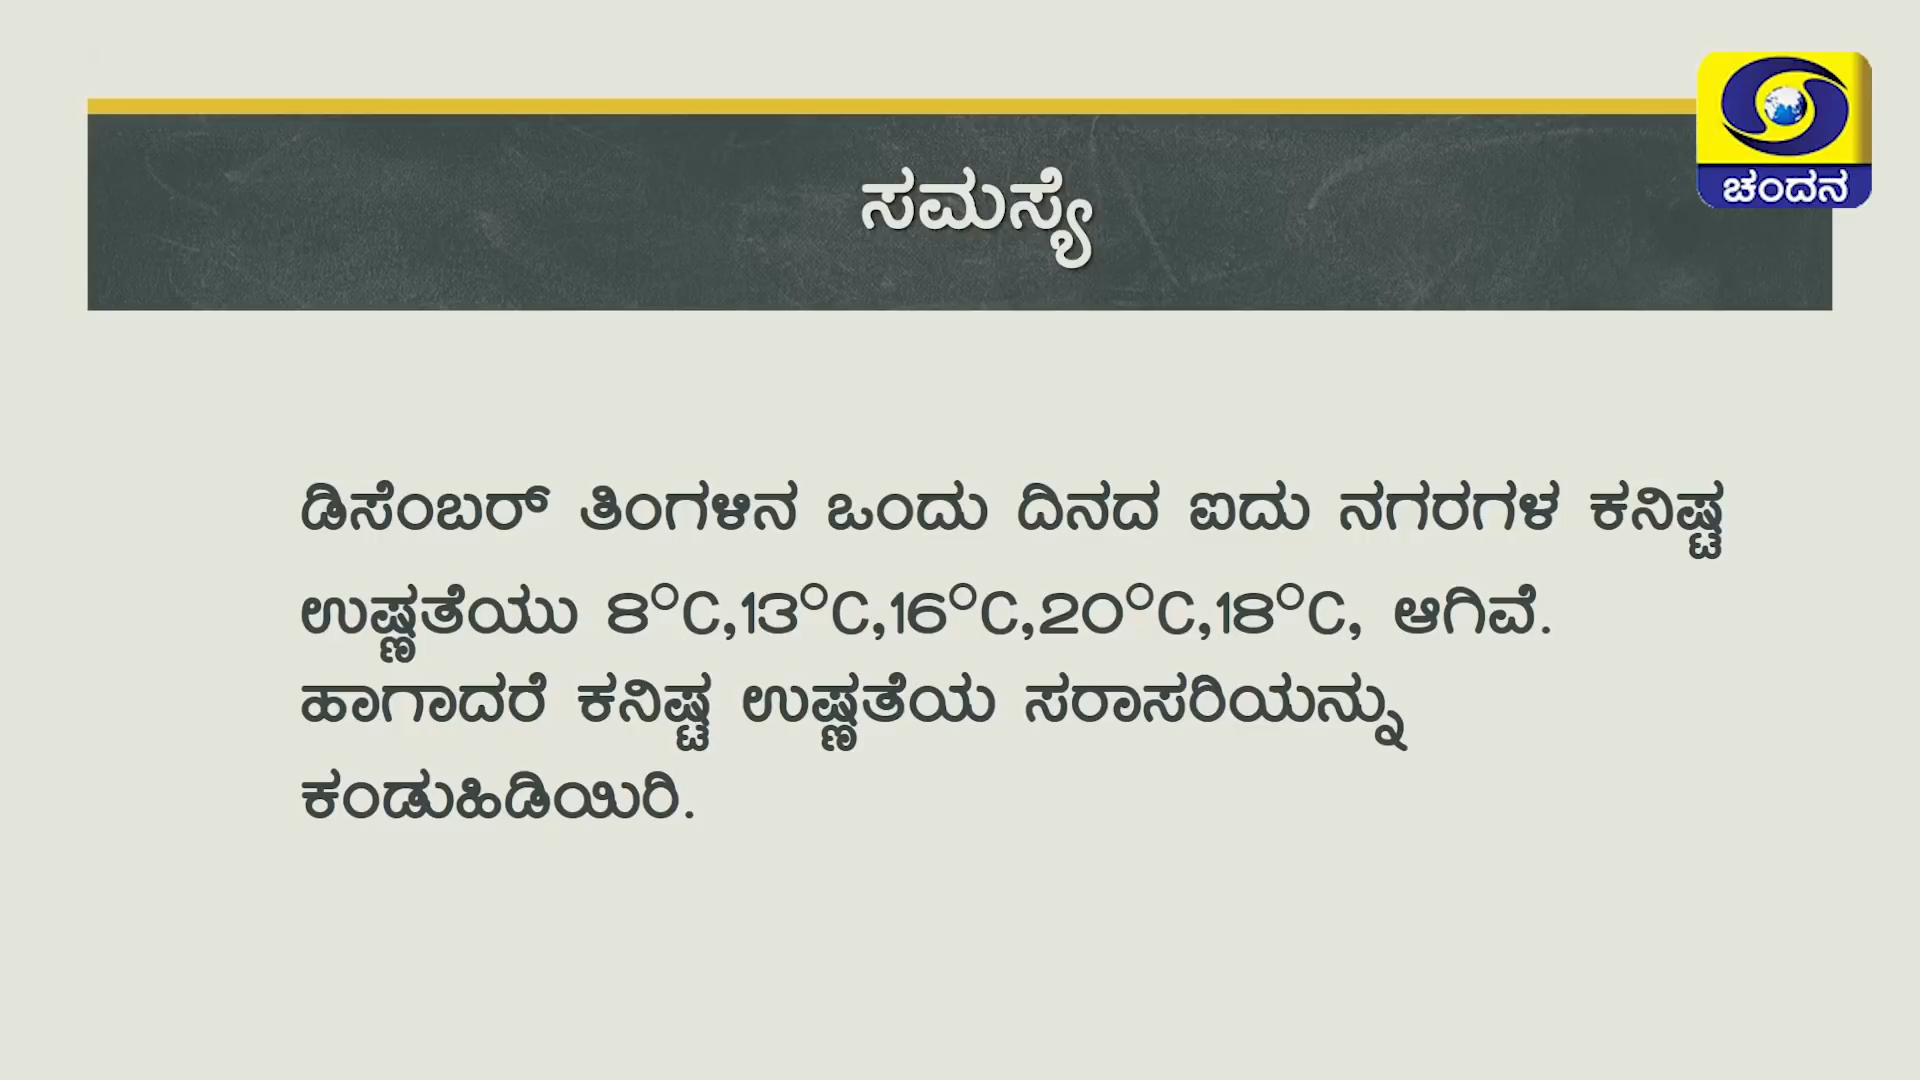 ಚಂದನ
ಸಮಸ್ಯೆ
ಡಿಸೆಂಬರ್ ತಿಂಗಳಿನ ಒಂದು ದಿನದ ಐದು ನಗರಗಳ ಕನಿಷ್ಟ
ಉಷ್ಣತೆಯು 8°C,13°C,16°C,20°C,18°C, ಆಗಿವೆ.
ಹಾಗಾದರೆ ಕನಿಷ್ಟ ಉಷ್ಣತೆಯ ಸರಾಸರಿಯನ್ನು
ಕಂಡುಹಿಡಿಯಿರಿ.